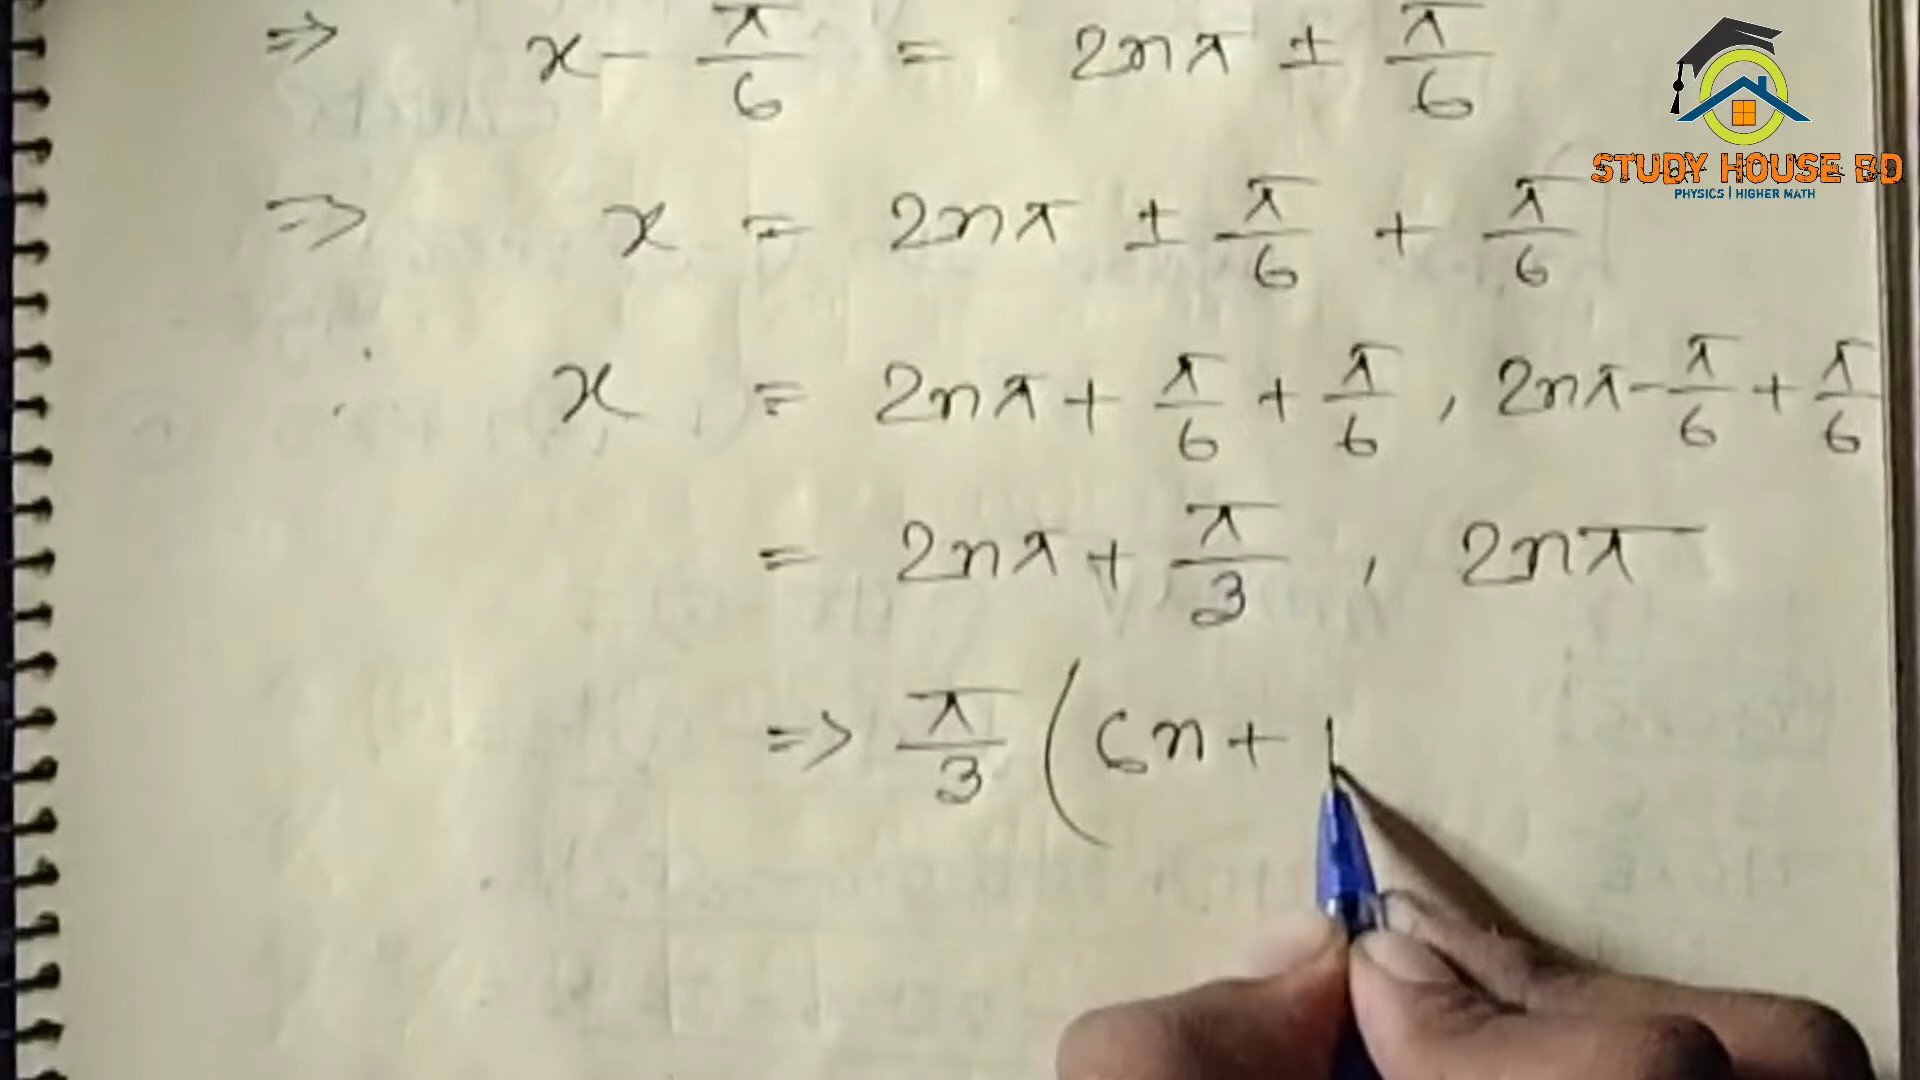 ⇒ x - π/6 = 2nπ ± π/6
⇒ x = 2nπ ± π/6 + π/6
∴ x = 2nπ + π/6 + π/6 , 2nπ - π/6 + π/6
= 2nπ + π/3 , 2nπ
⇒ π/3 ( 6n + 1
STUDY HOUSE BD
PHYSICS | HIGHER MATH